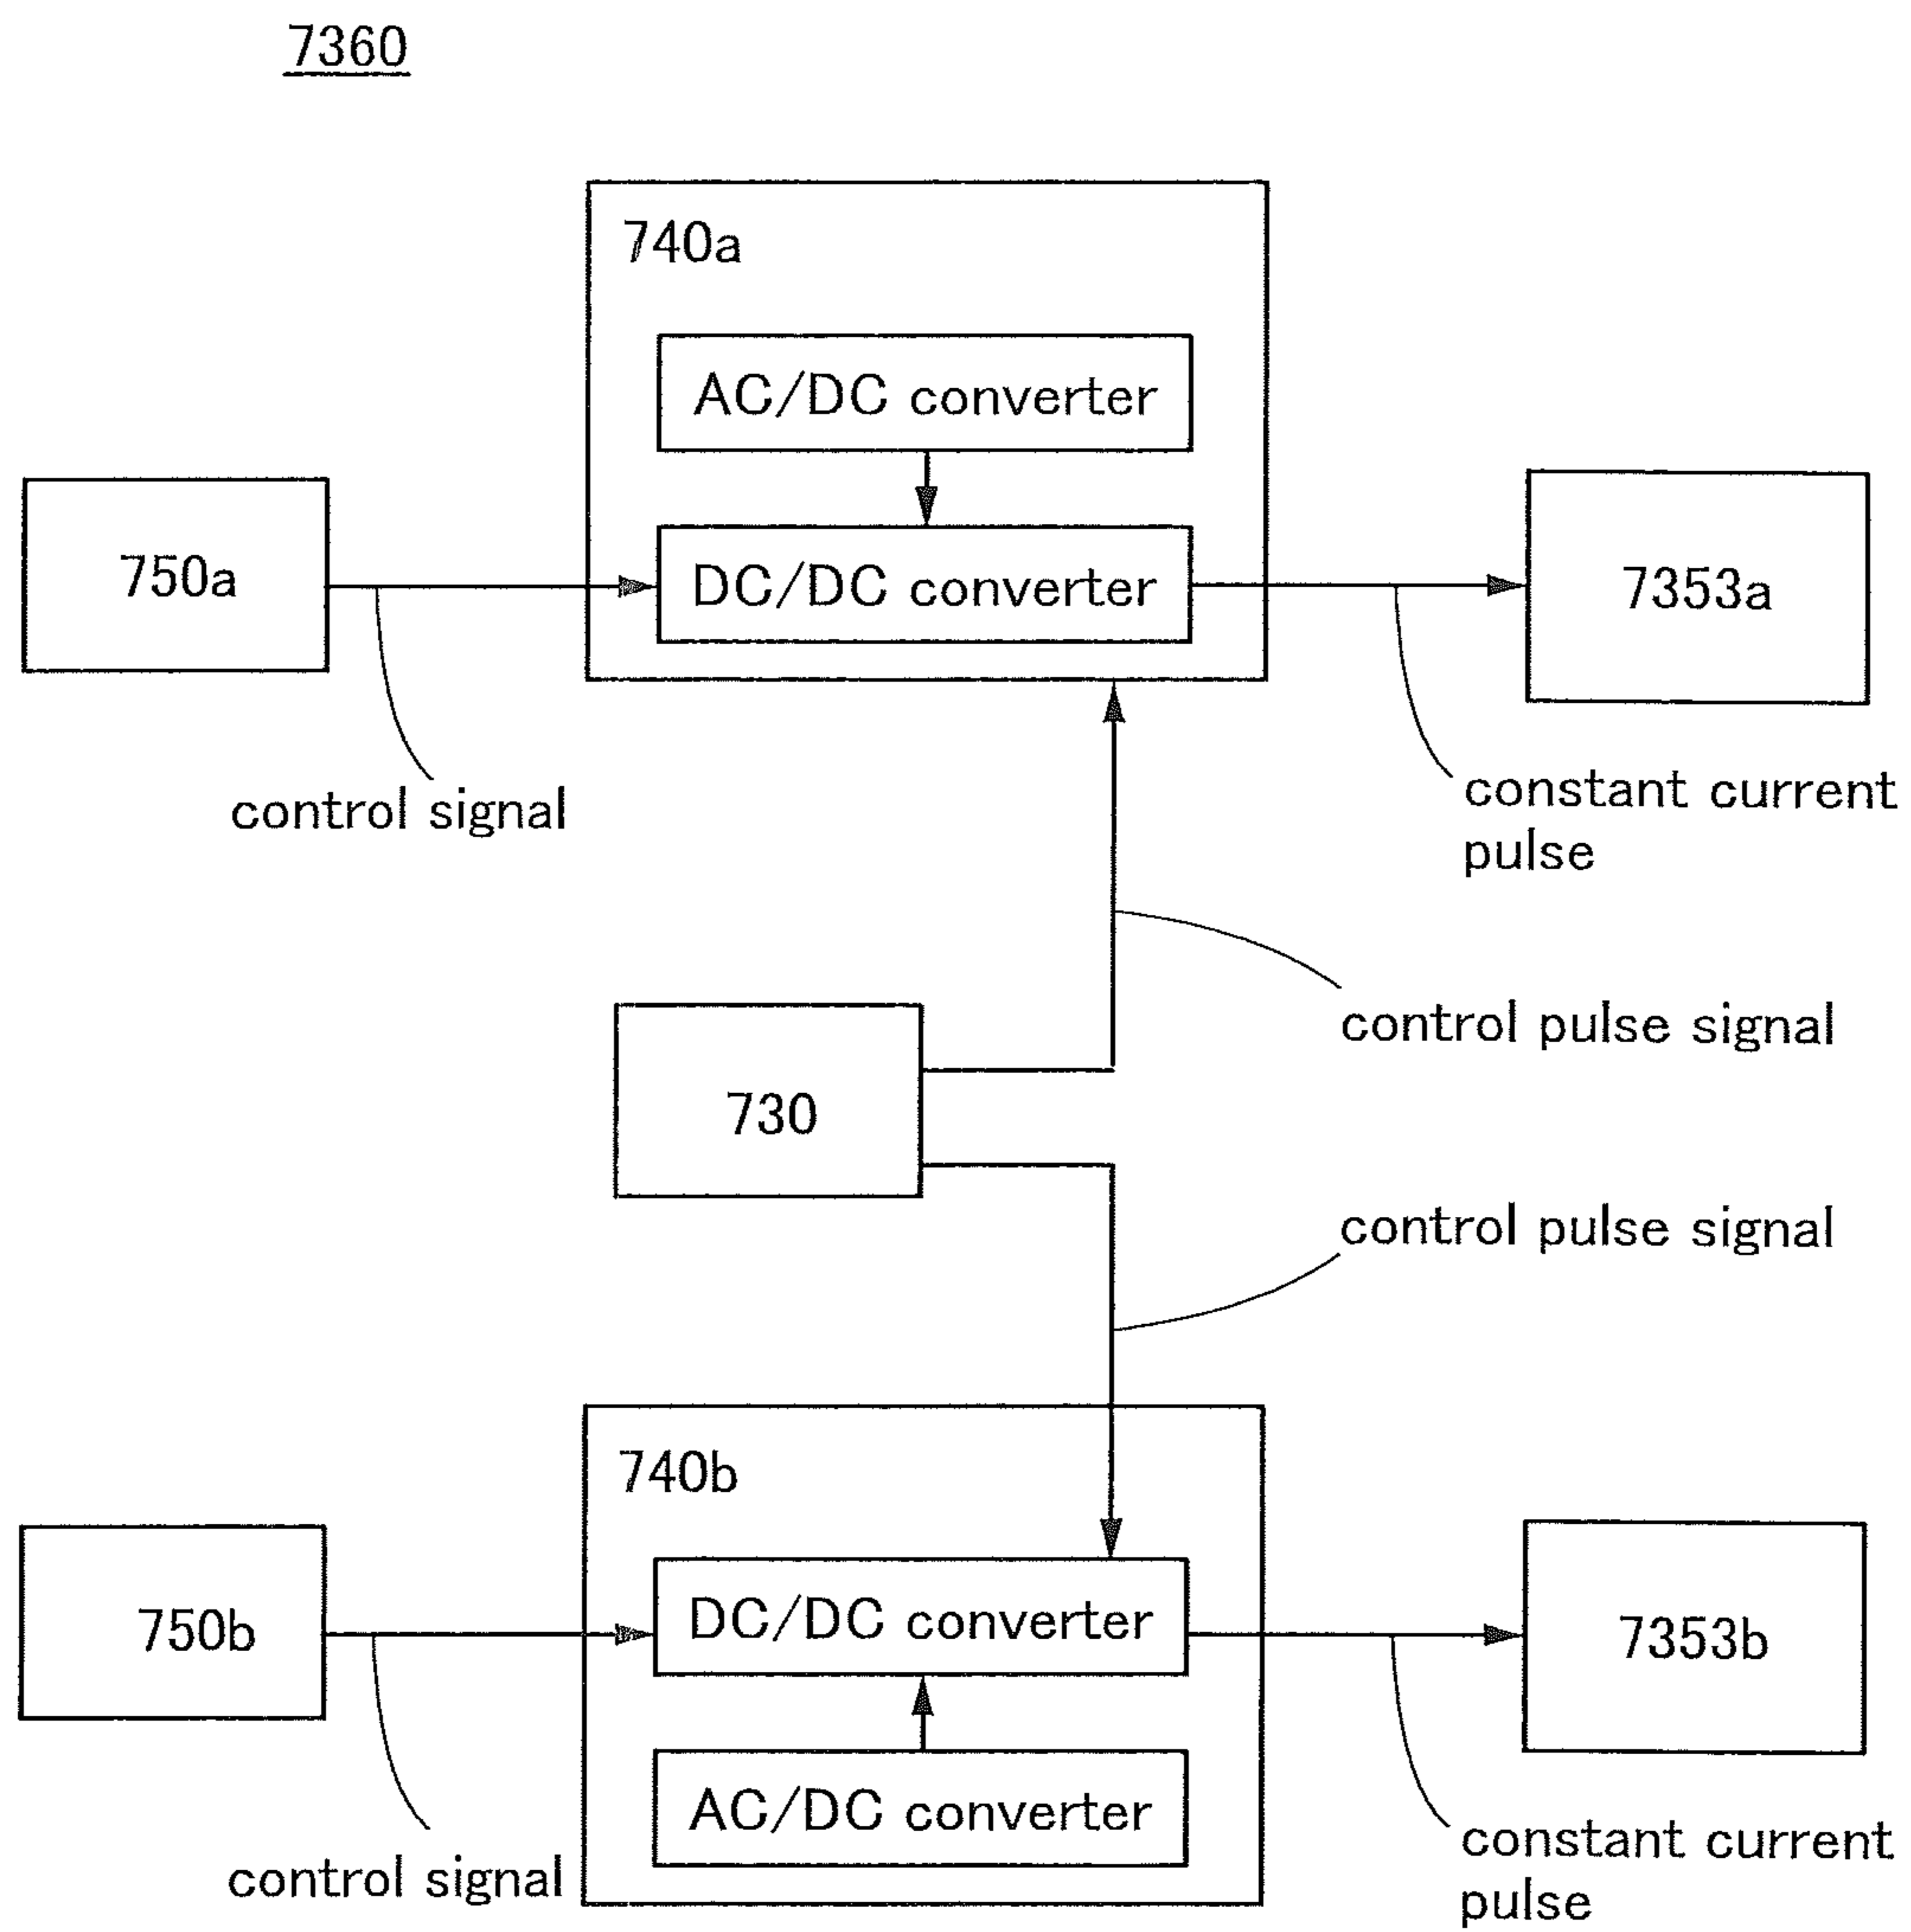 7360
740a
AC/DC converter
750a
DC/DC converter
7353a
control signal
constant current
pulse
control pulse signal
730
control pulse signal
740b
750b
DC/DC converter
7353b
AC/DC converter
control signal
constant current
pulse